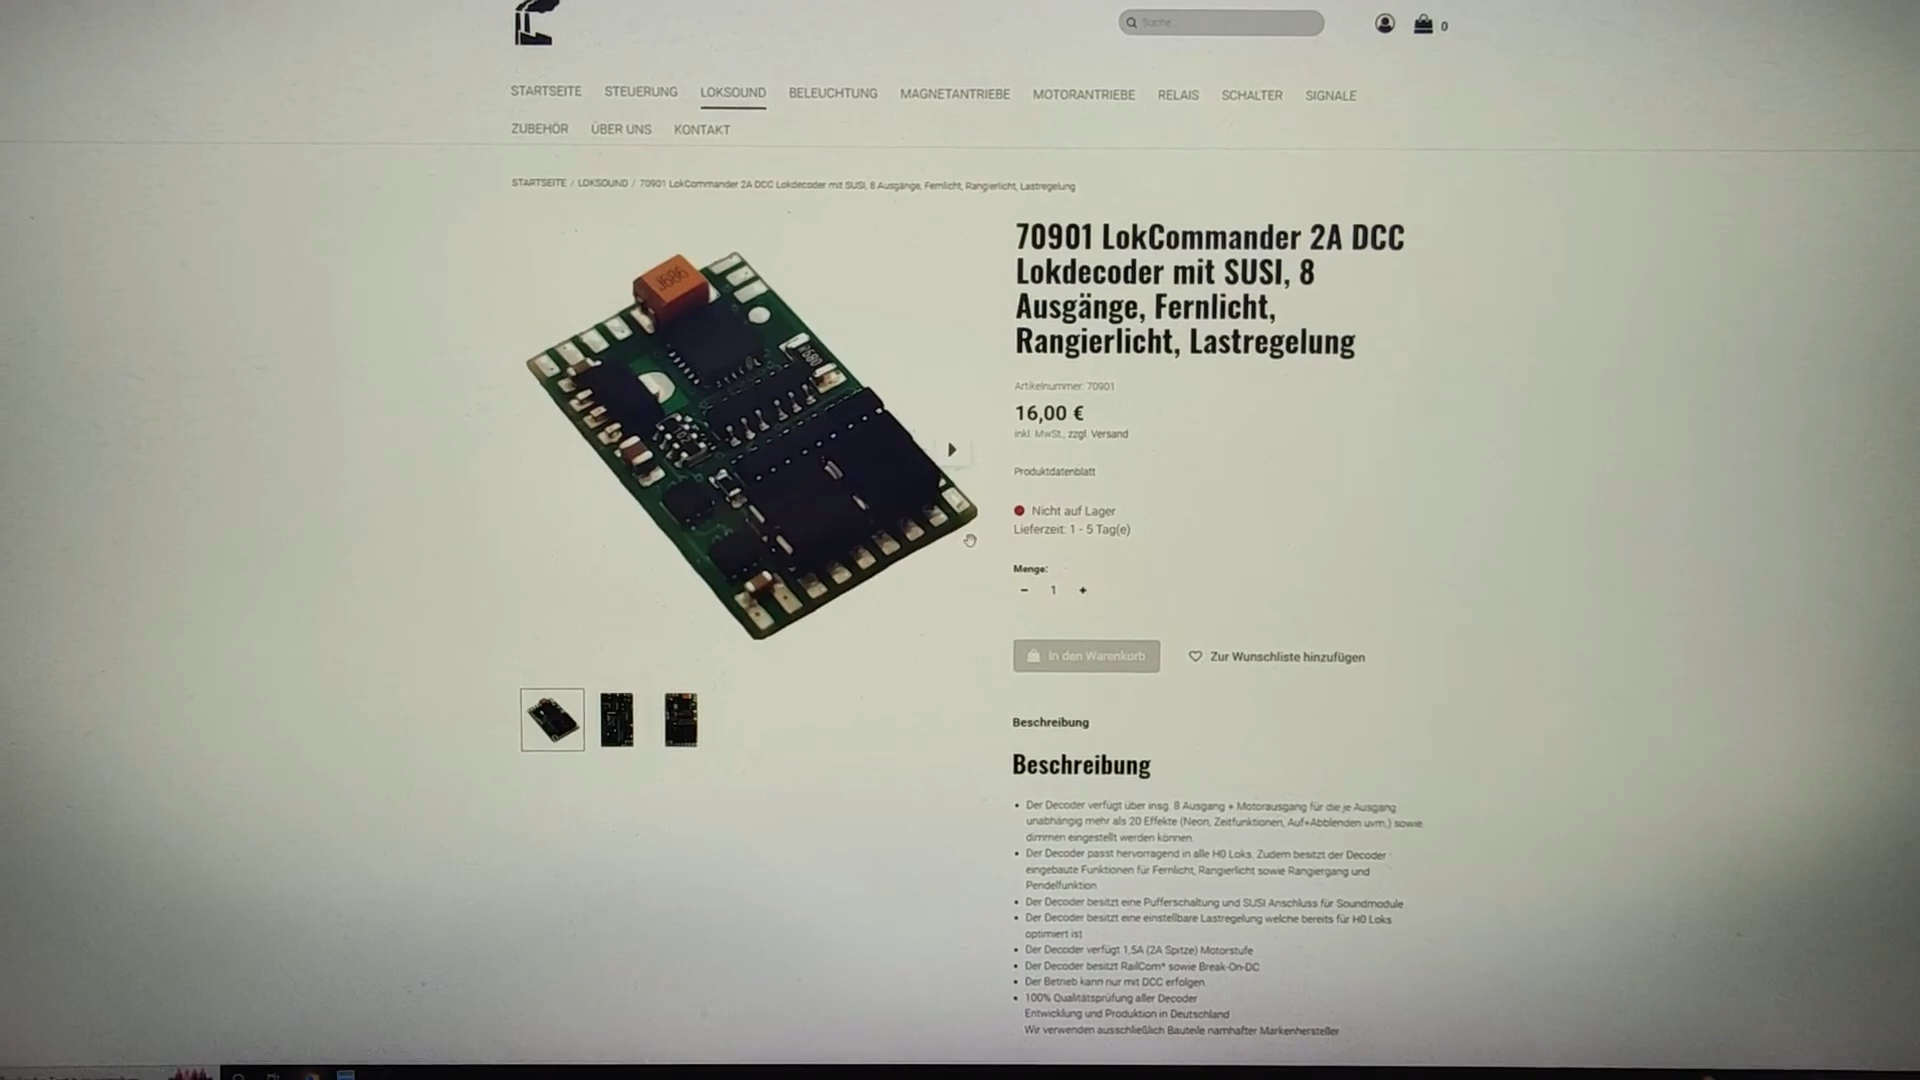 Suche
0
STARTSEITE STEUERUNG LOKSOUND BELEUCHTUNG MAGNETANTRIEBE MOTORANTRIEBE RELAIS SCHALTER SIGNALE
ZUBEHÖR ÜBER UNS KONTAKT
STARTSEITE / LOKSOUND / 70901 LokCommander 2A DCC Lokdecoder mit SUSI, 8 Ausgänge, Fernlicht, Rangierlicht, Lastregelung
J686
R680
70901 LokCommander 2A DCC
Lokdecoder mit SUSI, 8
Ausgänge, Fernlicht,
Rangierlicht, Lastregelung
Artikelnummer: 70901
16,00 €
inkl. MwSt., zzgl. Versand
Produktdatenblatt
Nicht auf Lager
Lieferzeit: 1 - 5 Tag(e)
Menge:
- 1 +
In den Warenkorb Zur Wunschliste hinzufügen
Beschreibung
Beschreibung
• Der Decoder verfügt über insg. 8 Ausgang + Motorausgang für die je Ausgang
unabhängig mehr als 20 Effekte (Neon, Zeitfunktionen, Auf+Abblenden uvm.) sowie
dimmen eingestellt werden können.
• Der Decoder passt hervorragend in alle H0 Loks. Zudem besitzt der Decoder
eingebaute Funktionen für Fernlicht, Rangierlicht sowie Rangiergang und
Pendelfunktion
• Der Decoder besitzt eine Pufferschaltung und SUSI Anschluss für Soundmodule
• Der Decoder besitzt eine einstellbare Lastregelung welche bereits für H0 Loks
optimiert ist
• Der Decoder verfügt 1,5A (2A Spitze) Motorstufe
• Der Decoder besitzt RailCom* sowie Break-On-DC
• Der Betrieb kann nur mit DCC erfolgen.
• 100% Qualitätsprüfung aller Decoder
Entwicklung und Produktion in Deutschland
Wir verwenden ausschließlich Bauteile namhafter Markenhersteller